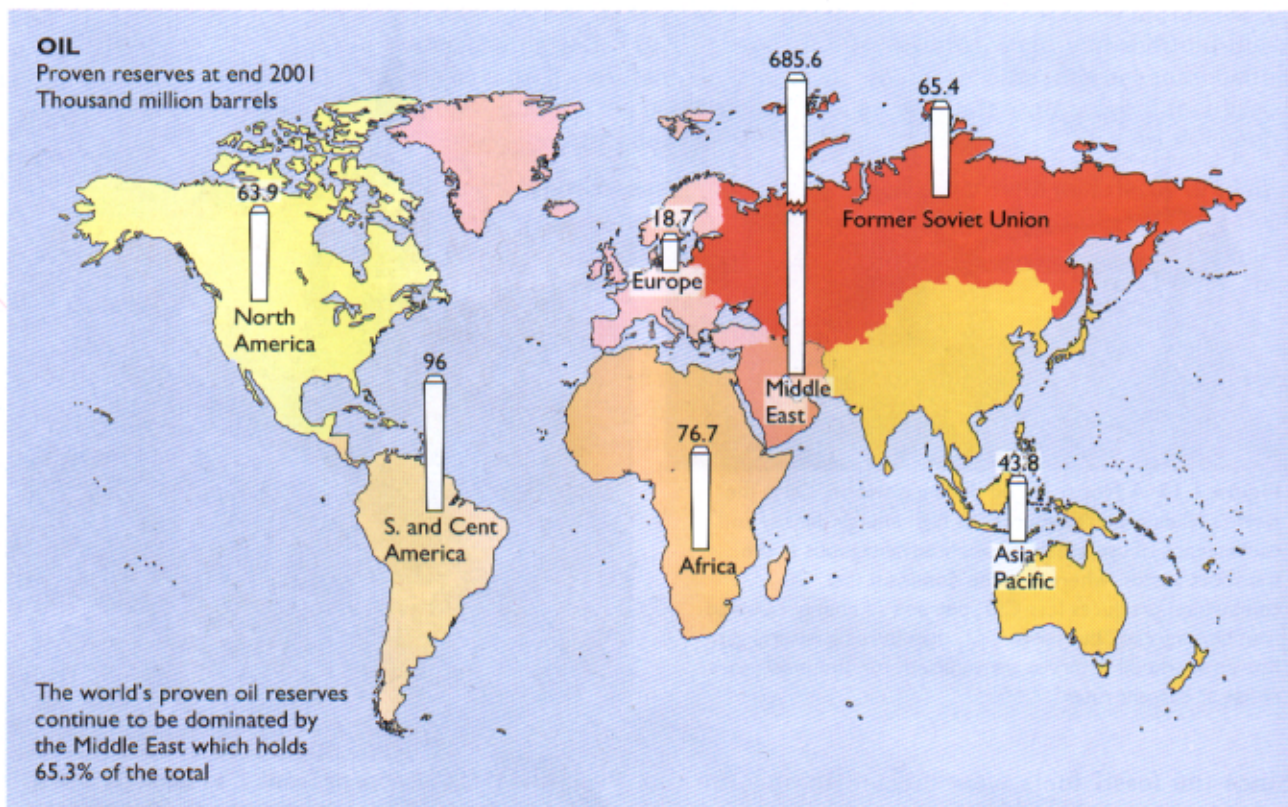 OIL
Proven reserves at end 2001
Thousand million barrels
685.6
65.4
63.9
18.7
Former Soviet Union
Europe
North
America
96
Middle
East
76.7
43.8
S. and Cent
America
Africa
Asia
Pacific
The world's proven oil reserves
continue to be dominated by
the Middle East which holds
65.3% of the total